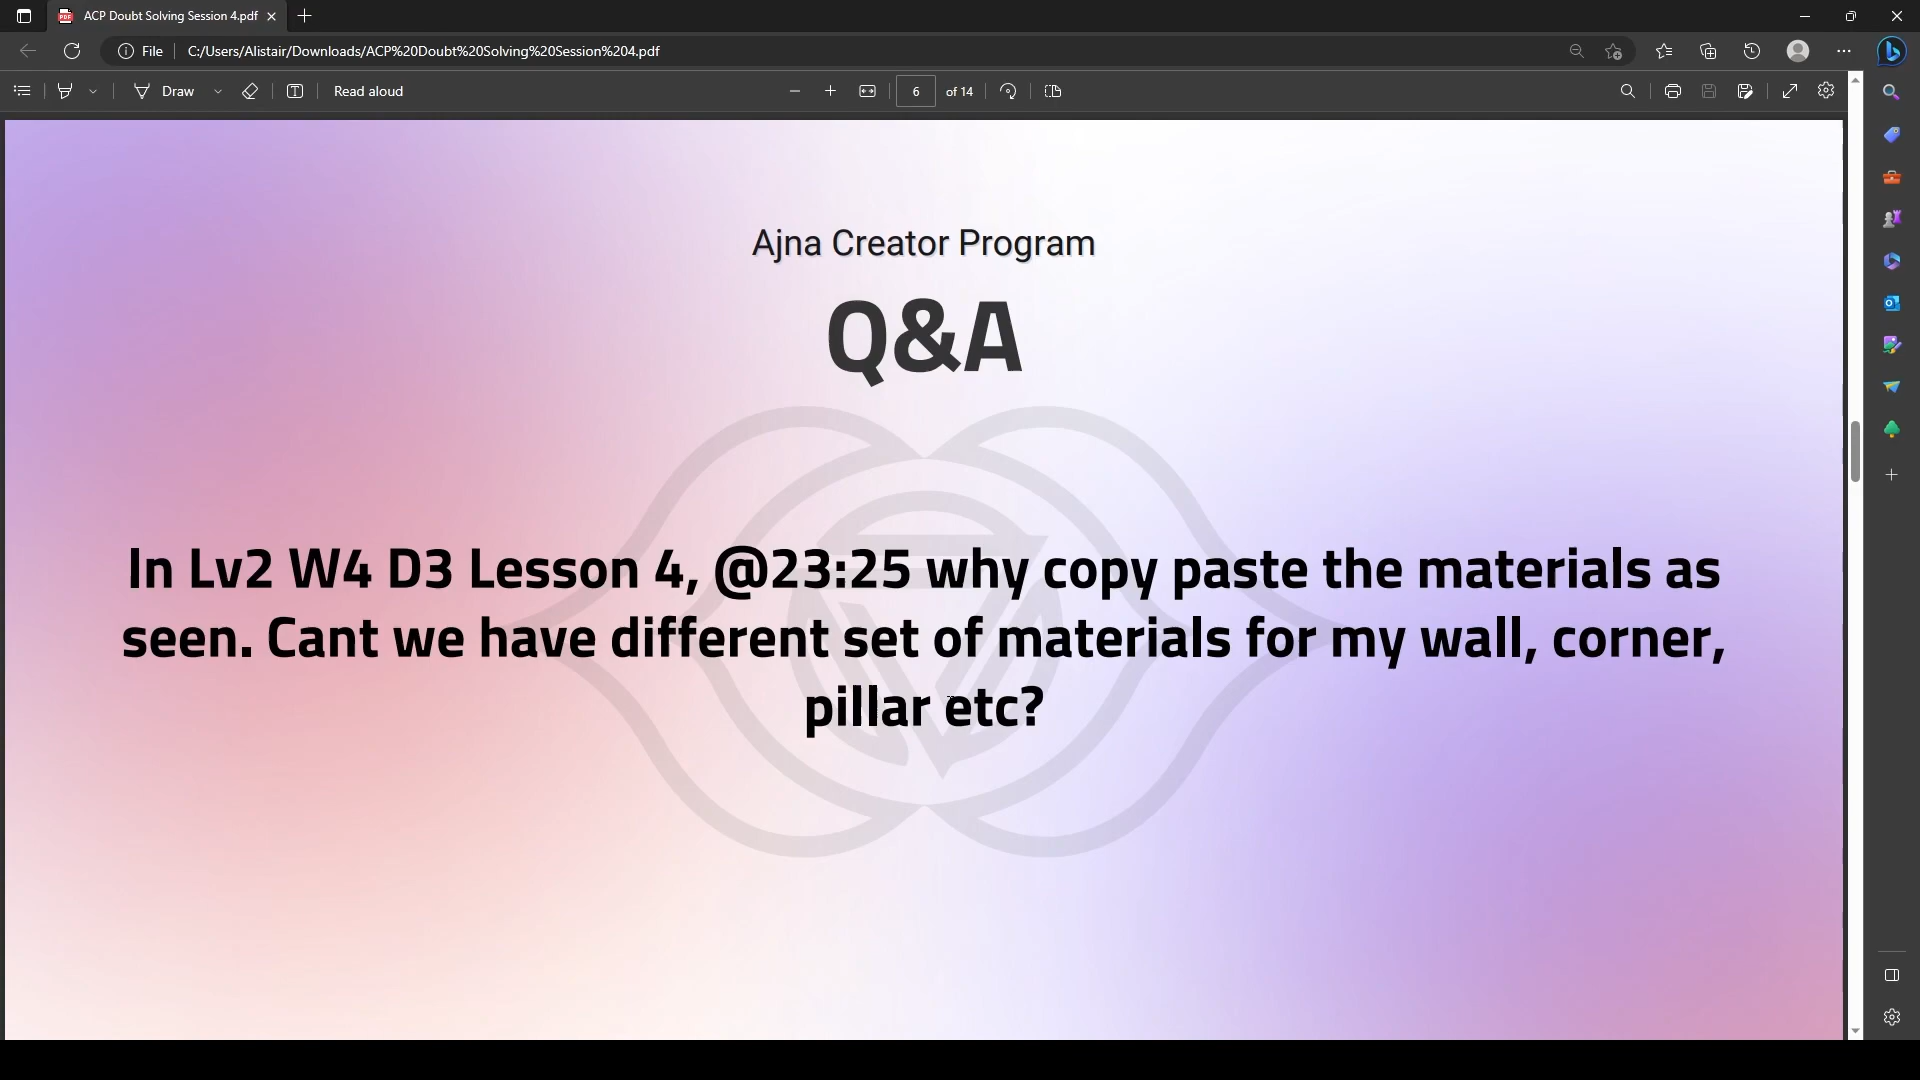 ACP Doubt Solving Session 4.pdf
File C:/Users/Alistair/Downloads/ACP%20Doubt%20Solving%20Session%204.pdf
Draw Read aloud 6 of 14
Ajna Creator Program
Q&A
In Lv2 W4 D3 Lesson 4, @23:25 why copy paste the materials as
seen. Cant we have different set of materials for my wall, corner,
pillar etc?